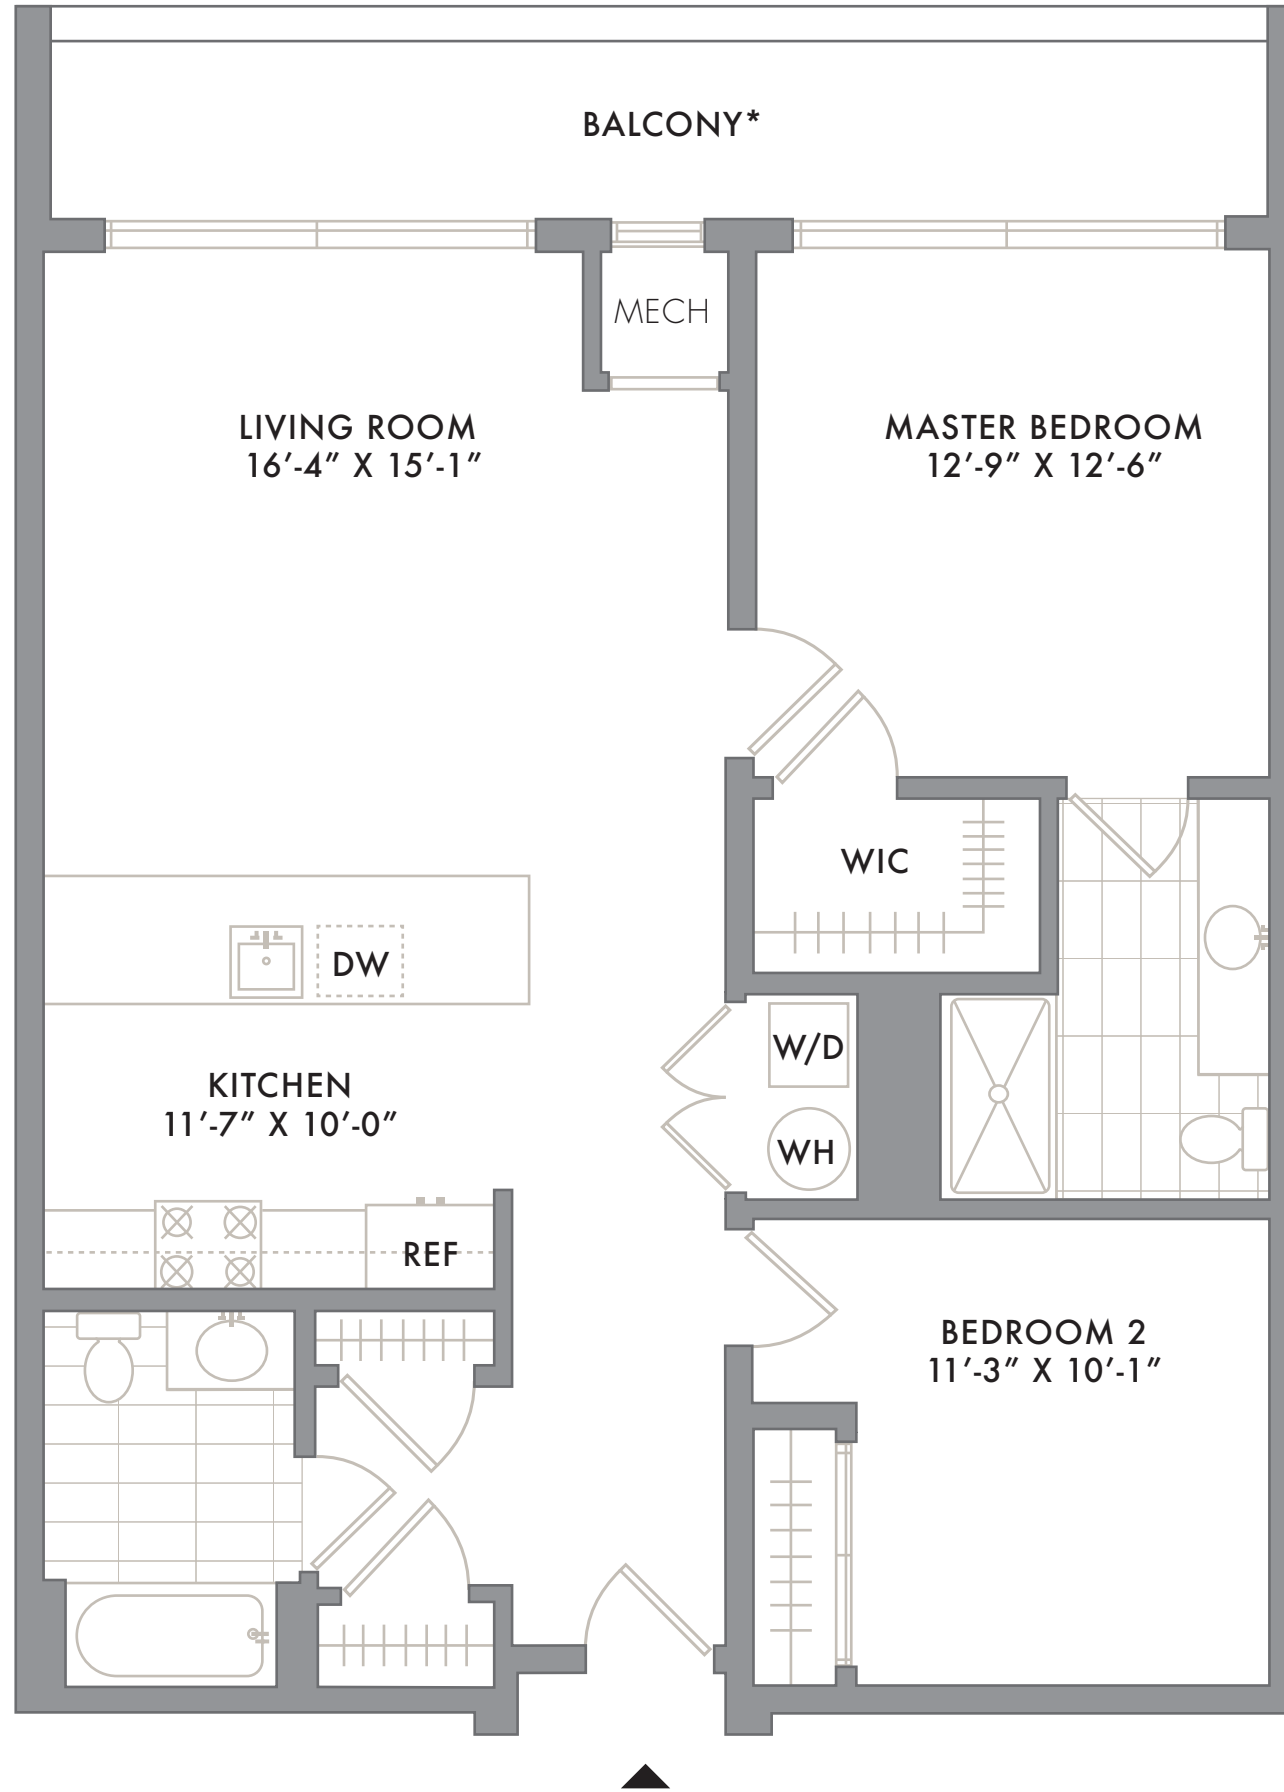 BALCONY*
MECH
LIVING ROOM
16′-4″ X 15′-1″
MASTER BEDROOM
12′-9″ X 12′-6″
WIC
DW
W/D
KITCHEN
11′-7″ X 10′-0″
WH
REF
BEDROOM 2
11′-3″ X 10′-1″